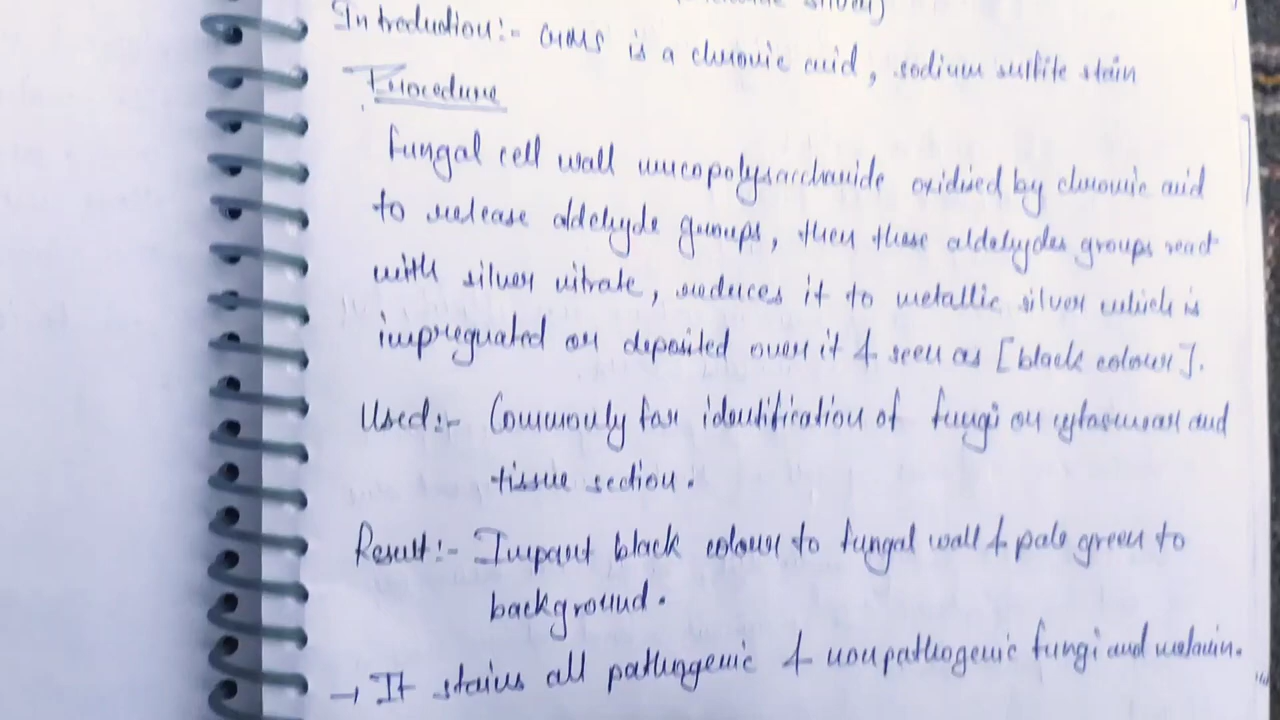 silver)
Introduction:- GMS is a chromic acid, sodium sulfite stain
Procedure
Fungal cell wall mucopolysaccharide oxidised by chromic acid
to release aldehyde groups, then these aldehydes groups react
with silver nitrate, reduces it to metallic silver which is
impregnated or deposited over it & seen as [black colour].
Used:- Commonly for identification of fungi on cytosmear and
tissue section.
Result:- Impart black colour to fungal wall & pale green to
background.
→ It stains all pathogenic & nonpathogenic fungi and melanin.